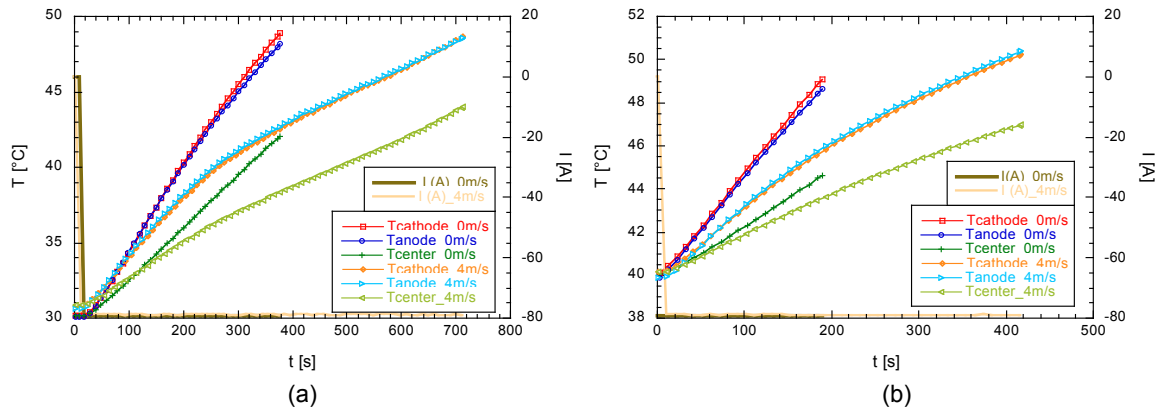 50
45
40
35
30
T [°C]
20
0
-20
-40
-60
-80
I [A]
0 100 200 300 400 500 600 700 800
t [s]
I (A)_0m/s
I (A)_4m/s
Tcathode_0m/s
Tanode_0m/s
Tcenter_0m/s
Tcathode_4m/s
Tanode_4m/s
Tcenter_4m/s
(a)
52
50
48
46
44
42
40
38
T [°C]
20
0
-20
-40
-60
-80
I [A]
0 100 200 300 400 500
t [s]
I(A)_0m/s
I (A)_4m/s
Tcathode_0m/s
Tanode_0m/s
Tcenter_0m/s
Tcathode_4m/s
Tanode_4m/s
Tcenter_4m/s
(b)